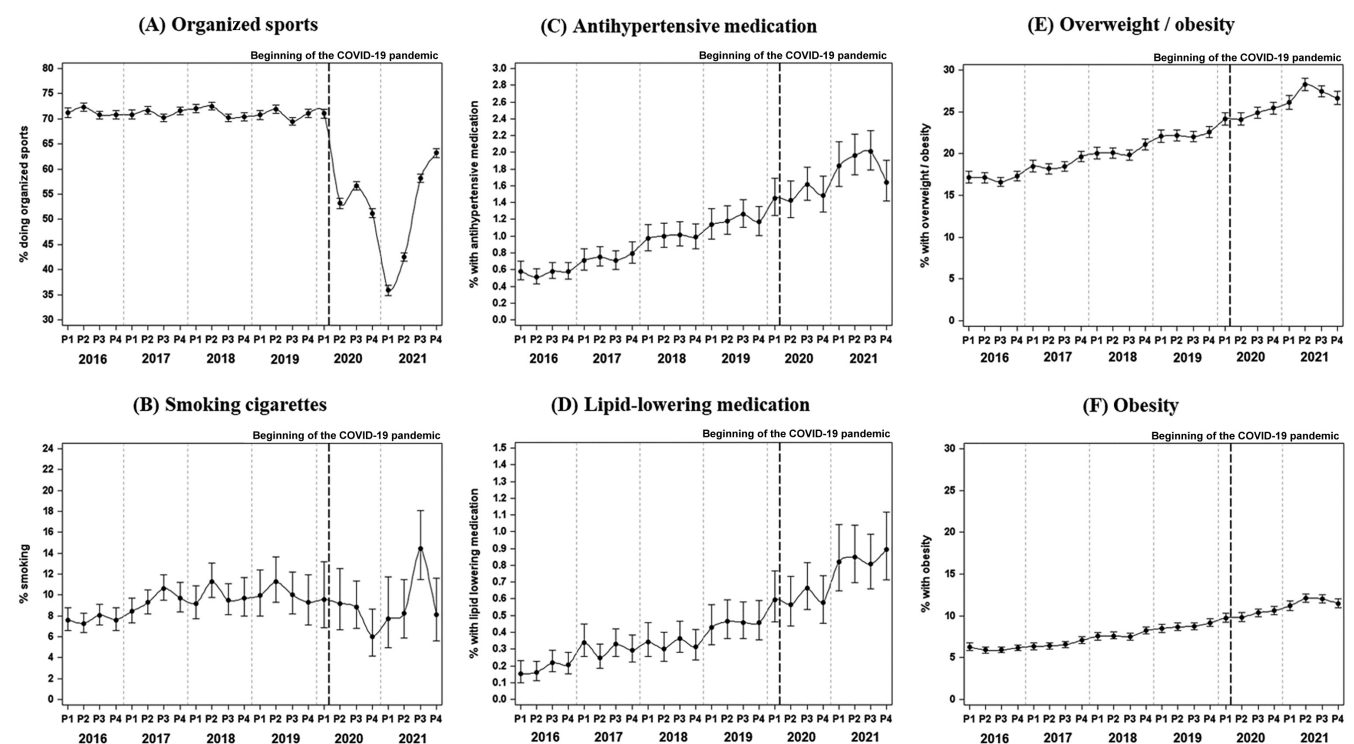 (A) Organized sports
Beginning of the COVID-19 pandemic
% doing organized sports
80
75
70
65
60
55
50
45
40
35
30
P1 P2 P3 P4 P1 P2 P3 P4 P1 P2 P3 P4 P1 P2 P3 P4 P1 P2 P3 P4 P1 P2 P3 P4
2016 2017 2018 2019 2020 2021
(C) Antihypertensive medication
Beginning of the COVID-19 pandemic
% with antihypertensive medication
3.0
2.8
2.6
2.4
2.2
2.0
1.8
1.6
1.4
1.2
1.0
0.8
0.6
0.4
0.2
0.0
P1 P2 P3 P4 P1 P2 P3 P4 P1 P2 P3 P4 P1 P2 P3 P4 P1 P2 P3 P4 P1 P2 P3 P4
2016 2017 2018 2019 2020 2021
(E) Overweight / obesity
Beginning of the COVID-19 pandemic
% with overweight / obesity
30
25
20
15
10
5
0
P1 P2 P3 P4 P1 P2 P3 P4 P1 P2 P3 P4 P1 P2 P3 P4 P1 P2 P3 P4 P1 P2 P3 P4
2016 2017 2018 2019 2020 2021
(B) Smoking cigarettes
Beginning of the COVID-19 pandemic
% smoking
24
22
20
18
16
14
12
10
8
6
4
2
0
P1 P2 P3 P4 P1 P2 P3 P4 P1 P2 P3 P4 P1 P2 P3 P4 P1 P2 P3 P4 P1 P2 P3 P4
2016 2017 2018 2019 2020 2021
(D) Lipid-lowering medication
Beginning of the COVID-19 pandemic
% with lipid lowering medication
1.5
1.4
1.3
1.2
1.1
1.0
0.9
0.8
0.7
0.6
0.5
0.4
0.3
0.2
0.1
0.0
P1 P2 P3 P4 P1 P2 P3 P4 P1 P2 P3 P4 P1 P2 P3 P4 P1 P2 P3 P4 P1 P2 P3 P4
2016 2017 2018 2019 2020 2021
(F) Obesity
Beginning of the COVID-19 pandemic
% with obesity
30
25
20
15
10
5
0
P1 P2 P3 P4 P1 P2 P3 P4 P1 P2 P3 P4 P1 P2 P3 P4 P1 P2 P3 P4 P1 P2 P3 P4
2016 2017 2018 2019 2020 2021